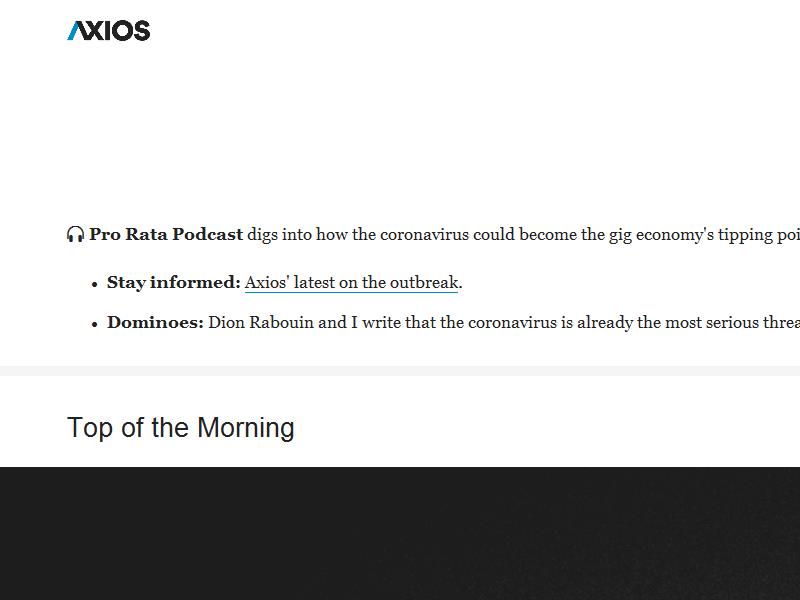 AXIOS
🎧 Pro Rata Podcast digs into how the coronavirus could become the gig economy's tipping
• Stay informed: Axios' latest on the outbreak.
• Dominoes: Dion Rabouin and I write that the coronavirus is already the most serious
Top of the Morning